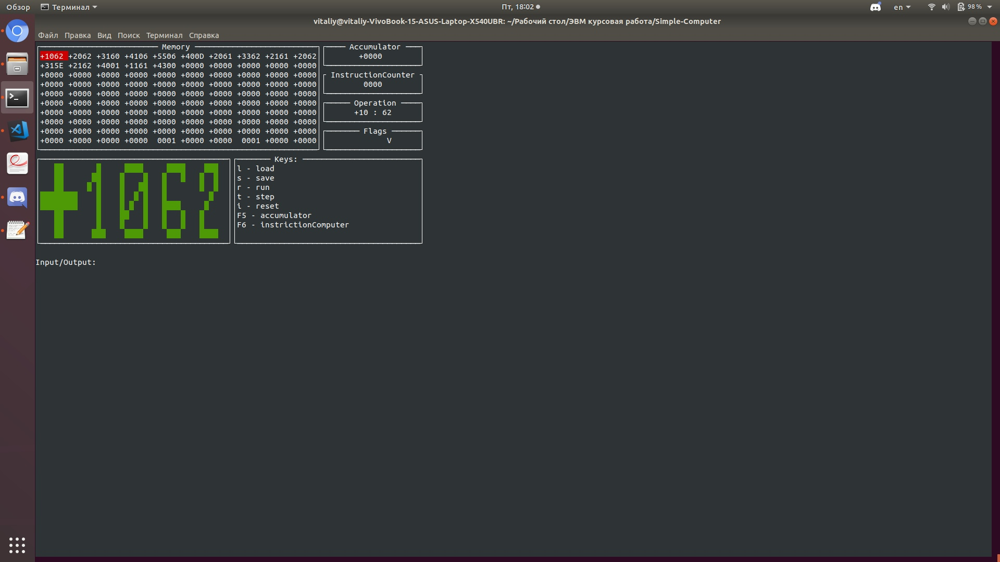 Обзор Терминал Пт, 18:02 en 98 %
vitaliy@vitaliy-VivoBook-15-ASUS-Laptop-X540UBR: ~/Рабочий стол/ЭВМ курсовая работа/Simple-Computer
Файл Правка Вид Поиск Терминал Справка
Memory
+1062 +2062 +3160 +4106 +5506 +400D +2061 +3362 +2161 +2062
+315E +2162 +4001 +1161 +4300 +0000 +0000 +0000 +0000 +0000
+0000 +0000 +0000 +0000 +0000 +0000 +0000 +0000 +0000 +0000
+0000 +0000 +0000 +0000 +0000 +0000 +0000 +0000 +0000 +0000
+0000 +0000 +0000 +0000 +0000 +0000 +0000 +0000 +0000 +0000
+0000 +0000 +0000 +0000 +0000 +0000 +0000 +0000 +0000 +0000
+0000 +0000 +0000 +0000 +0000 +0000 +0000 +0000 +0000 +0000
+0000 +0000 +0000 +0000 +0000 +0000 +0000 +0000 +0000 +0000
+0000 +0000 +0000 +0000 +0000 +0000 +0000 +0000 +0000 +0000
+0000 +0000 +0000 +0000 0001 +0000 +0000 0001 +0000 +0000
Accumulator
+0000
InstructionCounter
0000
Operation
+10 : 62
Flags
V
+1062
Keys:
l - load
s - save
r - run
t - step
i - reset
F5 - accumulator
F6 - instrictionComputer
Input/Output: